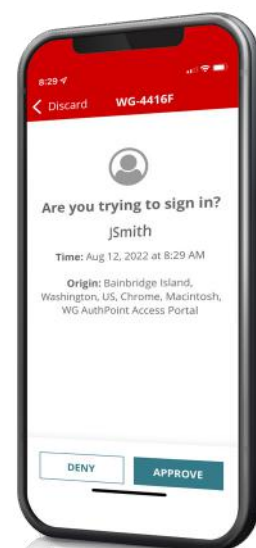 8:29
Discard WG-4416F
Are you trying to sign in?
JSmith
Time: Aug 12, 2022 at 8:29 AM
Origin: Bainbridge Island,
Washington, US, Chrome, Macintosh,
WG AuthPoint Access Portal
DENY APPROVE